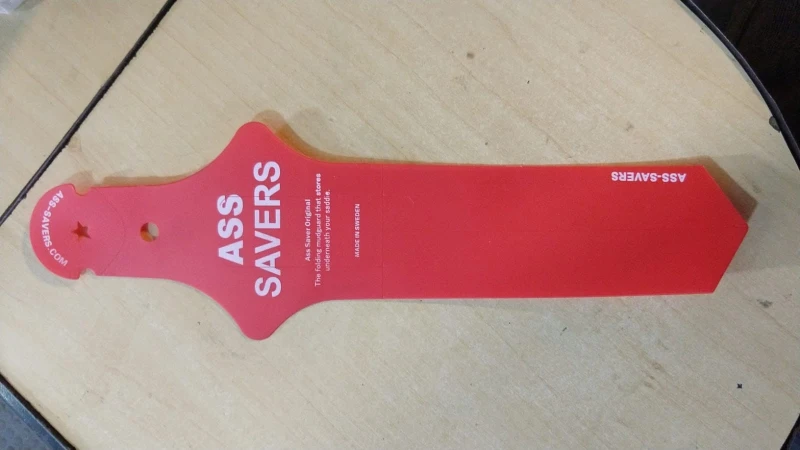 ASS-SAVERS.COM
ASS
SAVERS
Ass Saver Original
The folding mudguard that stores
underneath your saddle.
MADE IN SWEDEN
ASS-SAVERS